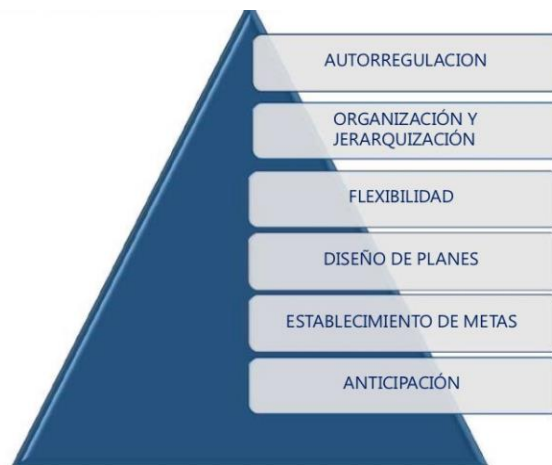 AUTORREGULACION
ORGANIZACIÓN Y
JERARQUIZACIÓN
FLEXIBILIDAD
DISEÑO DE PLANES
ESTABLECIMIENTO DE METAS
ANTICIPACIÓN